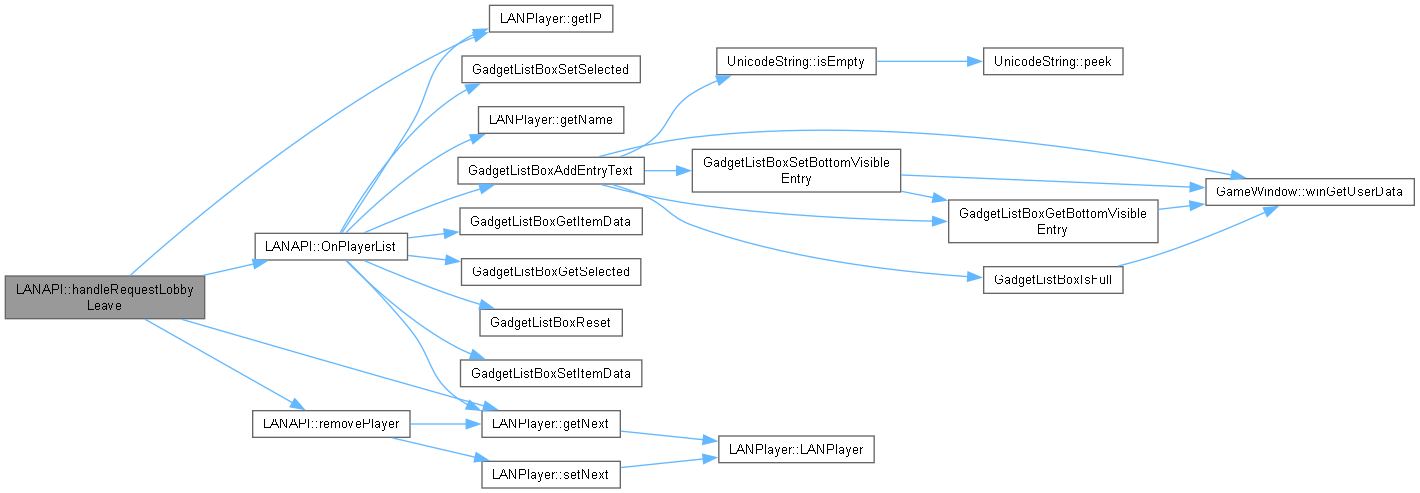 LANPlayer::getIP
GadgetListBoxSetSelected
UnicodeString::isEmpty
UnicodeString::peek
LANPlayer::getName
GadgetListBoxAddEntryText
GadgetListBoxSetBottomVisible
Entry
GameWindow::winGetUserData
GadgetListBoxGetItemData
GadgetListBoxGetBottomVisible
Entry
LANAPI::OnPlayerList
GadgetListBoxGetSelected
GadgetListBoxIsFull
LANAPI::handleRequestLobby
Leave
GadgetListBoxReset
GadgetListBoxSetItemData
LANAPI::removePlayer
LANPlayer::getNext
LANPlayer::LANPlayer
LANPlayer::setNext